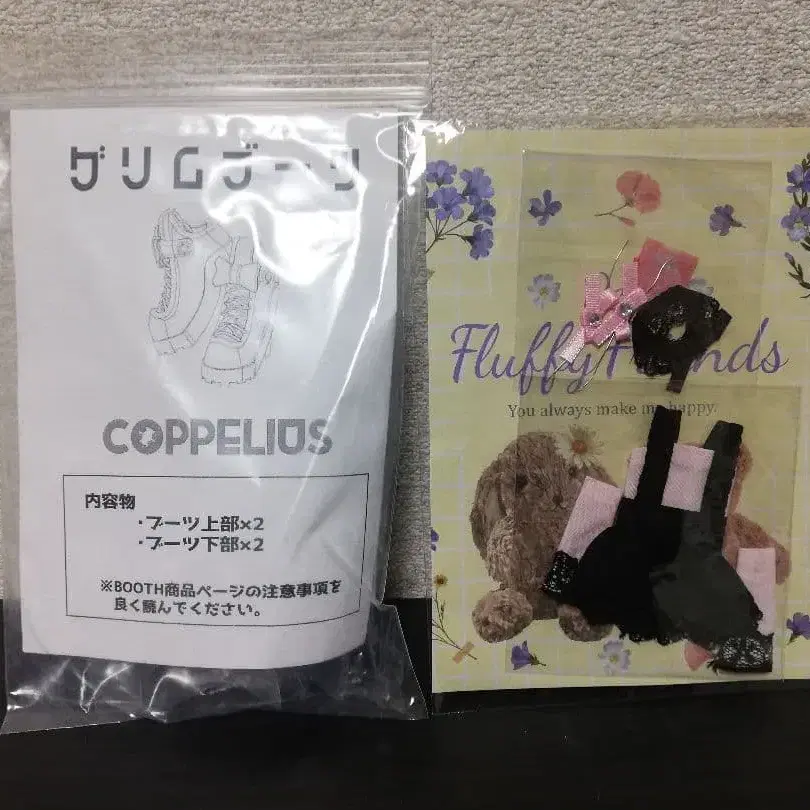 グリムブーツ
COPPELIUS
内容物
・ブーツ上部×2
・ブーツ下部×2
※BOOTH商品ページの注意事項を
良く読んでください。
Fluffy
You always make me happy.